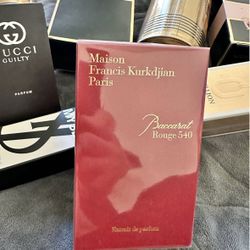 GUCCI
GUILTY
PARFUM
Maison
Francis Kurkdjian
Paris
Baccarat
Rouge 540
Extrait de parfum